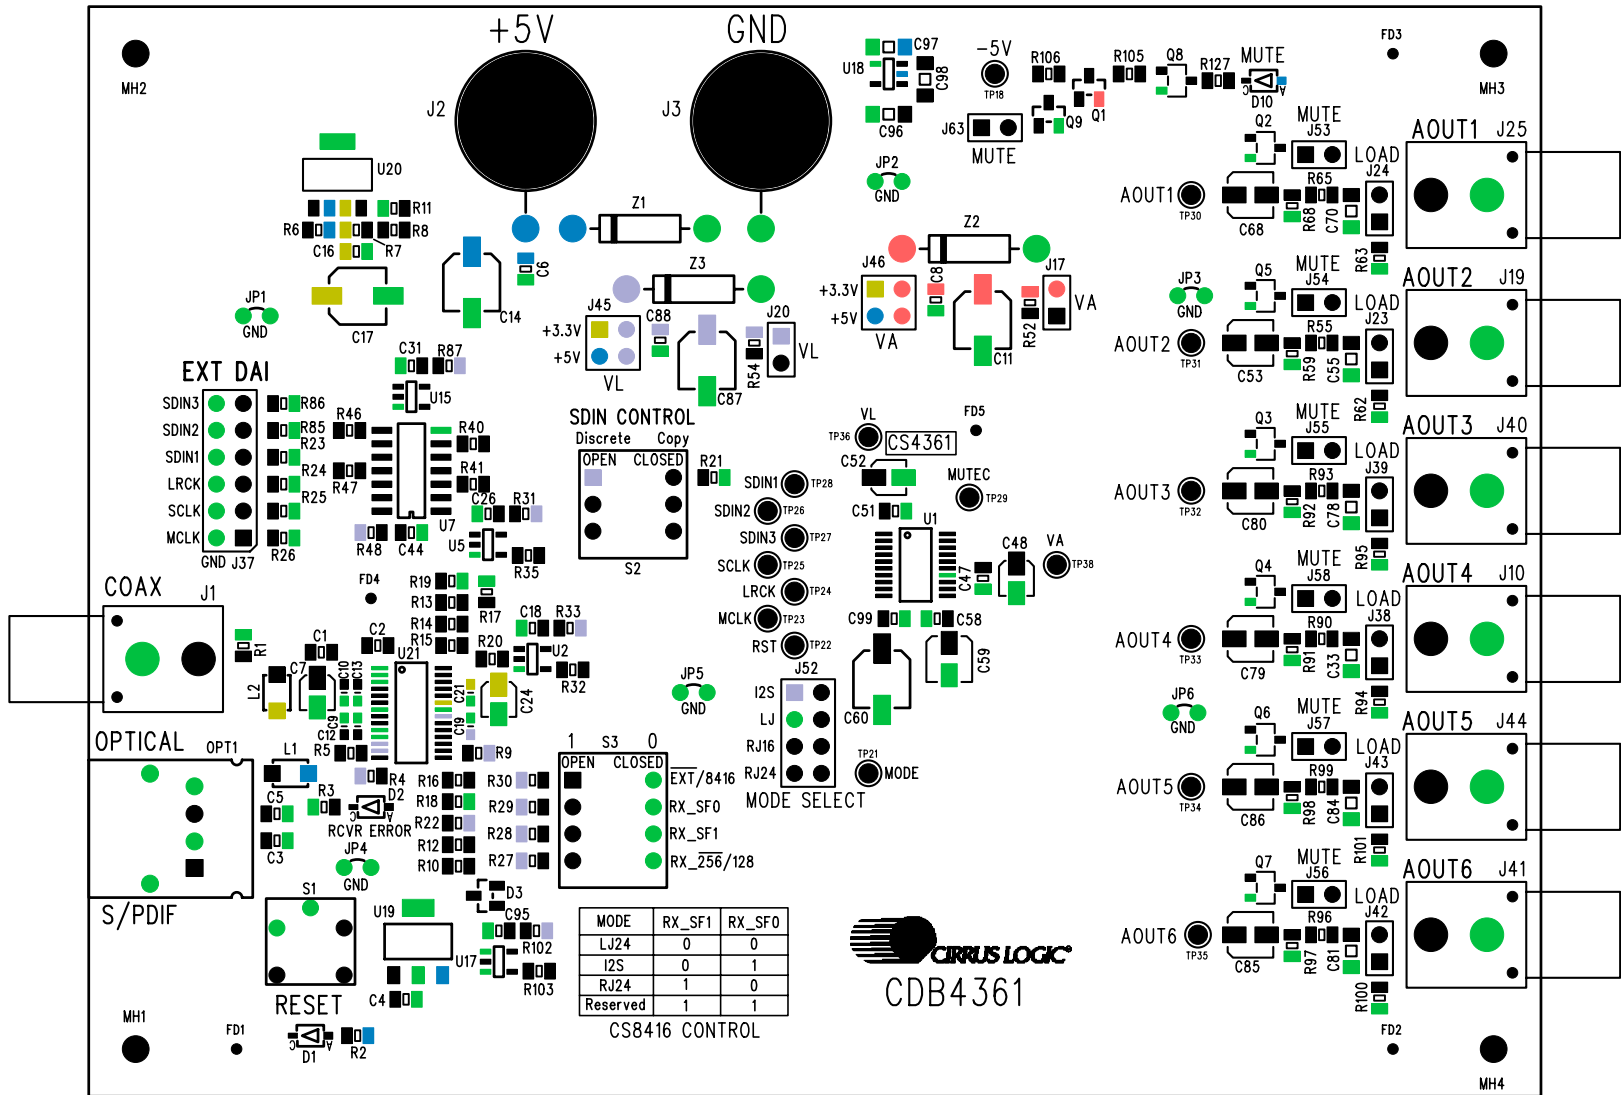 +5V
GND
MH2
J2
J3
U18
C97
C98
C96
-5V
TP18
R106
R105
Q8
R127
MUTE
D10
C
A
FD3
MH3
J63
MUTE
Q9
Q1
JP2
GND
U20
R11
R6
R8
C16
R7
C17
C14
C6
Z1
Z3
Z2
JP1
GND
J45
+3.3V
+5V
VL
C88
C87
R54
J20
VL
J46
+3.3V
+5V
VA
C8
C11
R52
J17
VA
Q2
MUTE
J53
LOAD
J24
AOUT1
J25
AOUT1
TP30
C68
R65
R68
C70
R63
JP3
GND
Q5
MUTE
J54
LOAD
J23
AOUT2
J19
AOUT2
TP31
C53
R55
R59
C55
R62
Q3
MUTE
J55
LOAD
J39
AOUT3
J40
AOUT3
TP32
C80
R93
R92
C78
R95
Q4
MUTE
J58
LOAD
J38
AOUT4
J10
AOUT4
TP33
C79
R90
R91
C33
R94
JP6
GND
Q6
MUTE
J57
LOAD
J43
AOUT5
J44
AOUT5
TP34
C86
R99
R98
C84
R101
Q7
MUTE
J56
LOAD
J42
AOUT6
J41
AOUT6
TP35
C85
R96
R97
C81
R100
FD2
MH4
EXT DAI
SDIN3
SDIN2
SDIN1
LRCK
SCLK
MCLK
GND
J37
R86
R85
R23
R24
R25
R26
C31
R87
U15
R46
R47
R40
R41
U7
R48
C44
C26
R31
U5
R35
SDIN CONTROL
Discrete
Copy
OPEN
CLOSED
S2
R21
SDIN1
TP28
SDIN2
TP26
SDIN3
TP27
SCLK
TP25
LRCK
TP24
MCLK
TP23
RST
TP22
VL
TP36
CS4361
FD5
C52
MUTEC
TP29
C51
U1
C47
C48
VA
TP38
C99
C58
C59
C60
COAX
J1
R1
FD4
R19
R13
R14
R15
R17
C18
R33
U2
R32
R20
C1
C2
U21
C7
C10
C13
L2
C9
C12
C21
C19
C24
R5
R9
JP5
GND
J52
I2S
LJ
RJ16
RJ24
MODE SELECT
TP21
MODE
OPTICAL
OPT1
S/PDIF
L1
R4
D2
C
A
RCVR ERROR
C5
R3
C3
JP4
GND
R16
R18
R22
R12
R10
R30
R29
R28
R27
1
S3
0
OPEN
CLOSED
EXT/8416
RX_SF0
RX_SF1
RX_256/128
S1
RESET
U19
C4
D3
C95
R102
U17
R103
MODE RX_SF1 RX_SF0
LJ24 0 0
I2S 0 1
RJ24 1 0
Reserved 1 1
CS8416 CONTROL
CIRRUS LOGIC®
CDB4361
MH1
FD1
C
A
D1
R2